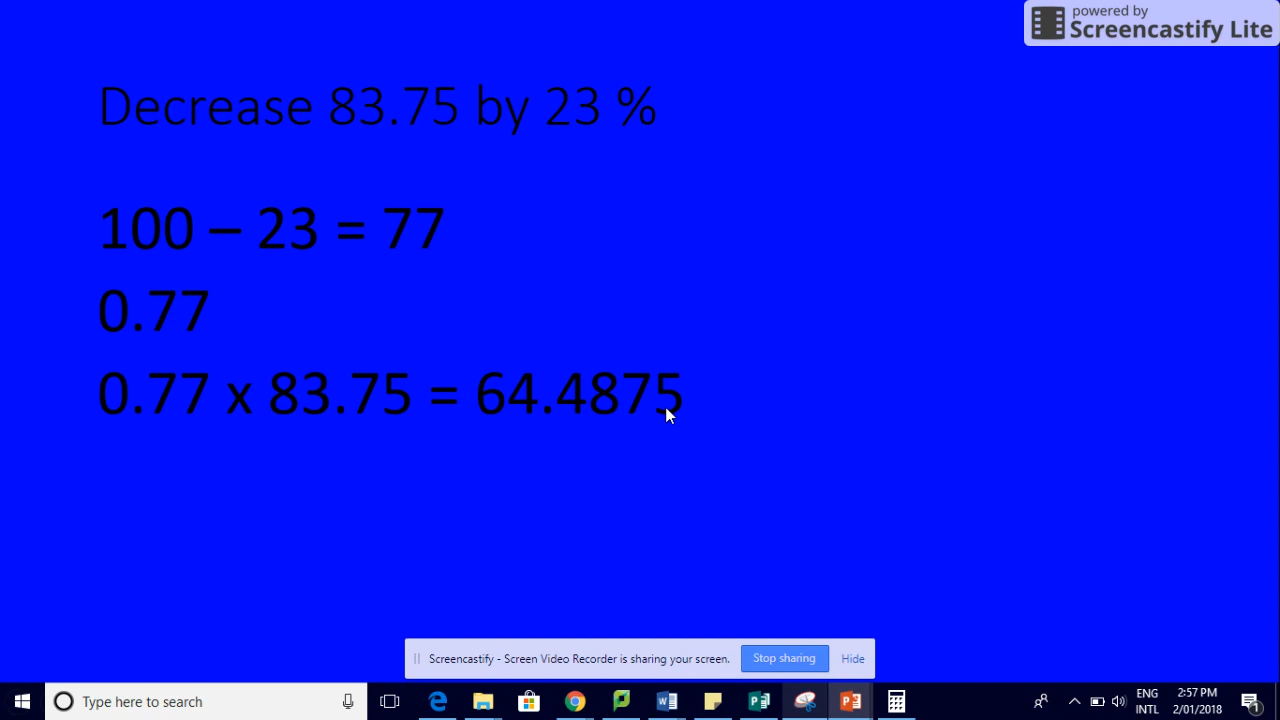 powered by
Screencastify Lite
Decrease 83.75 by 23 %
100 – 23 = 77
0.77
0.77 x 83.75 = 64.4875
Screencastify - Screen Video Recorder is sharing your screen. Stop sharing Hide
Type here to search
ENG
INTL
2:57 PM
2/01/2018
1